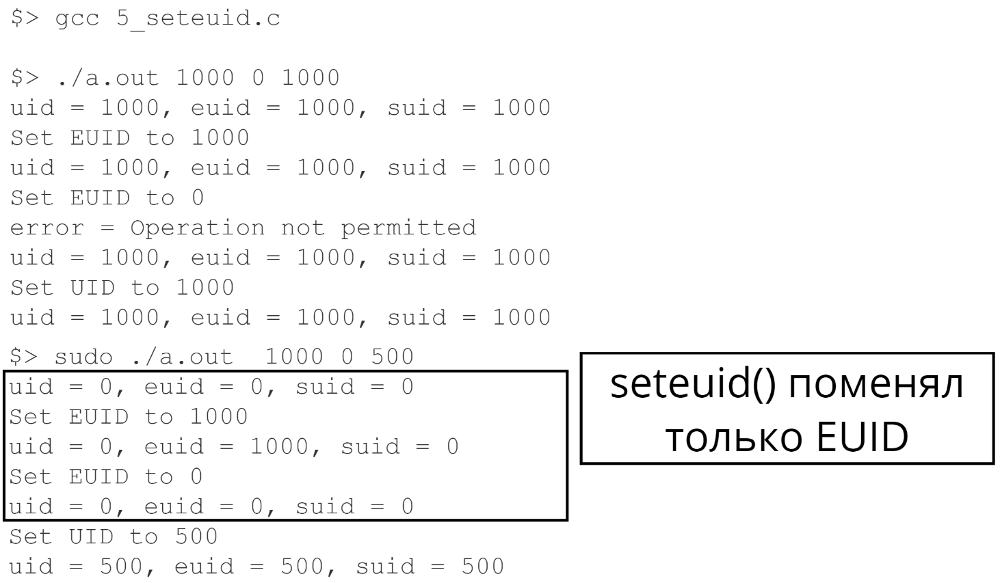 $> gcc 5_seteuid.c
$> ./a.out 1000 0 1000
uid = 1000, euid = 1000, suid = 1000
Set EUID to 1000
uid = 1000, euid = 1000, suid = 1000
Set EUID to 0
error = Operation not permitted
uid = 1000, euid = 1000, suid = 1000
Set UID to 1000
uid = 1000, euid = 1000, suid = 1000
$> sudo ./a.out  1000 0 500
uid = 0, euid = 0, suid = 0
Set EUID to 1000
uid = 0, euid = 1000, suid = 0
Set EUID to 0
uid = 0, euid = 0, suid = 0
Set UID to 500
uid = 500, euid = 500, suid = 500
seteuid() поменял
только EUID